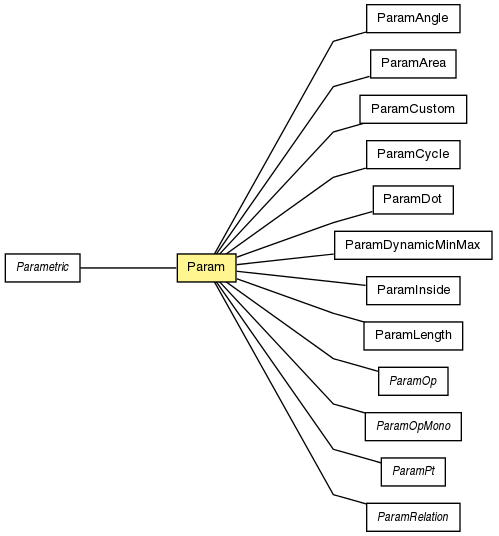 ParamAngle
ParamArea
ParamCustom
ParamCycle
ParamDot
ParamDynamicMinMax
Parametric
Param
ParamInside
ParamLength
ParamOp
ParamOpMono
ParamPt
ParamRelation